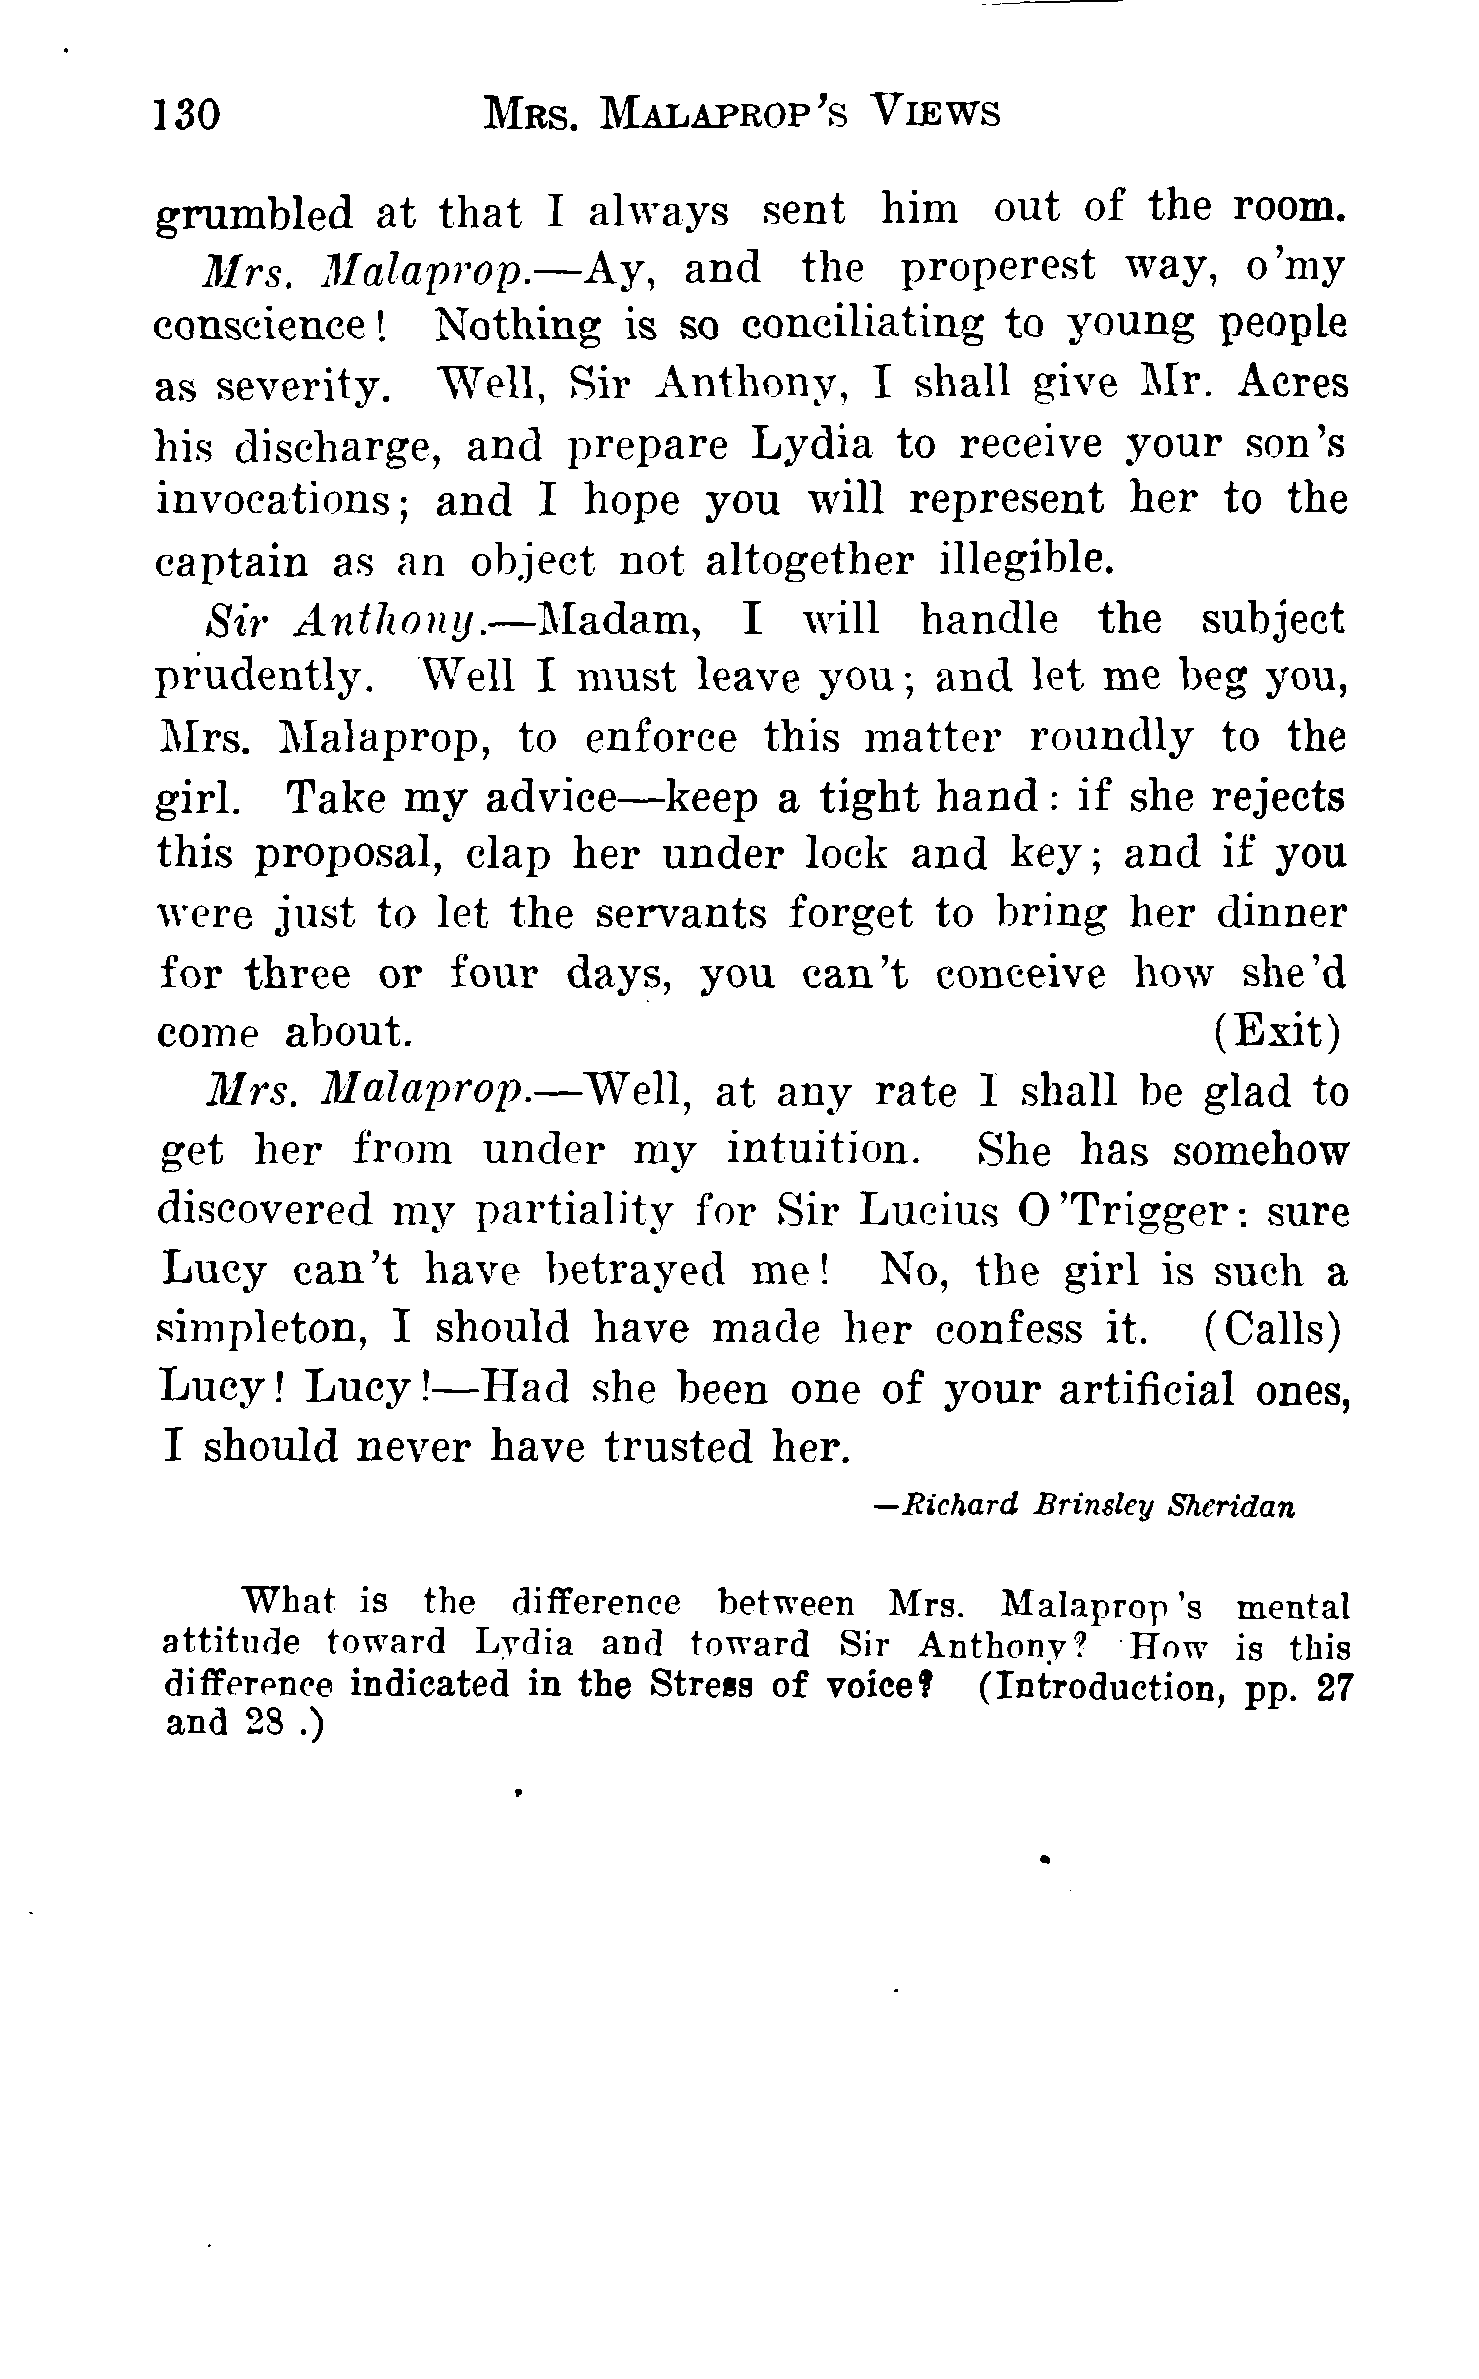 130 Mrs. Malaprop's Views
grumbled at that I always sent him out of the room.
Mrs. Malaprop.—Ay, and the properest way, o'my
conscience! Nothing is so conciliating to young people
as severity. Well, Sir Anthony, I shall give Mr. Acres
his discharge, and prepare Lydia to receive your son's
invocations; and I hope you will represent her to the
captain as an object not altogether illegible.
Sir Anthony.—Madam, I will handle the subject
prudently. Well I must leave you; and let me beg you,
Mrs. Malaprop, to enforce this matter roundly to the
girl. Take my advice—keep a tight hand: if she rejects
this proposal, clap her under lock and key; and if you
were just to let the servants forget to bring her dinner
for three or four days, you can't conceive how she'd
come about. (Exit)
Mrs. Malaprop.—Well, at any rate I shall be glad to
get her from under my intuition. She has somehow
discovered my partiality for Sir Lucius O'Trigger: sure
Lucy can't have betrayed me! No, the girl is such a
simpleton, I should have made her confess it. (Calls)
Lucy! Lucy!—Had she been one of your artificial ones,
I should never have trusted her.
—Richard Brinsley Sheridan
What is the difference between Mrs. Malaprop's mental
attitude toward Lydia and toward Sir Anthony? How is this
difference indicated in the Stress of voice? (Introduction, pp. 27
and 28 .)